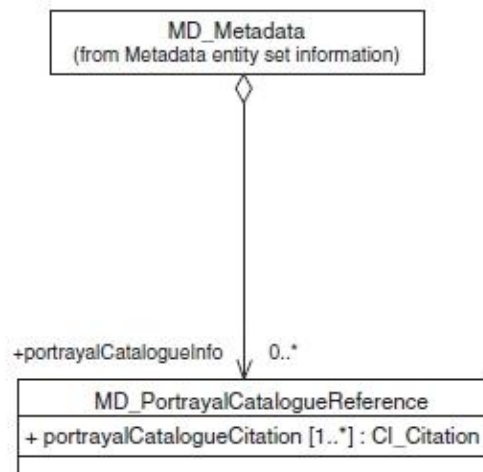 MD_Metadata
(from Metadata entity set information)
+portrayalCatalogueInfo 0..*
MD_PortrayalCatalogueReference
+ portrayalCatalogueCitation [1..*] : CI_Citation